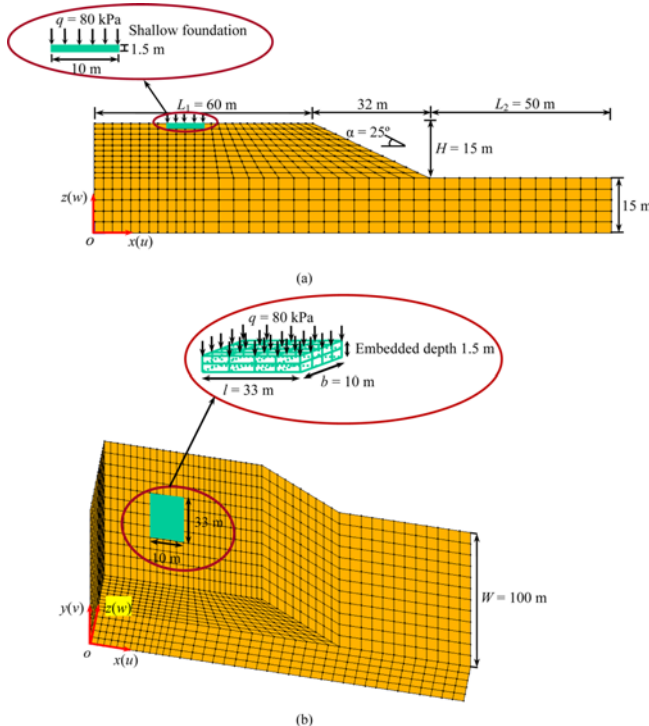 q = 80 kPa
Shallow foundation
1.5 m
10 m
L₁ = 60 m
32 m
L₂ = 50 m
α = 25º
H = 15 m
z(w)
15 m
o
x(u)
(a)
q = 80 kPa
Embedded depth 1.5 m
l = 33 m
b = 10 m
33 m
10 m
W = 100 m
y(v)
z(w)
o
x(u)
(b)